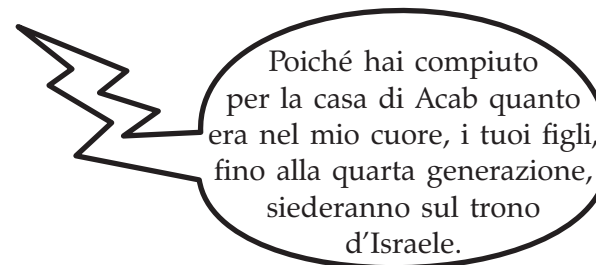 Poiché hai compiuto
per la casa di Acab quanto
era nel mio cuore, i tuoi figli,
fino alla quarta generazione,
siederanno sul trono
d’Israele.